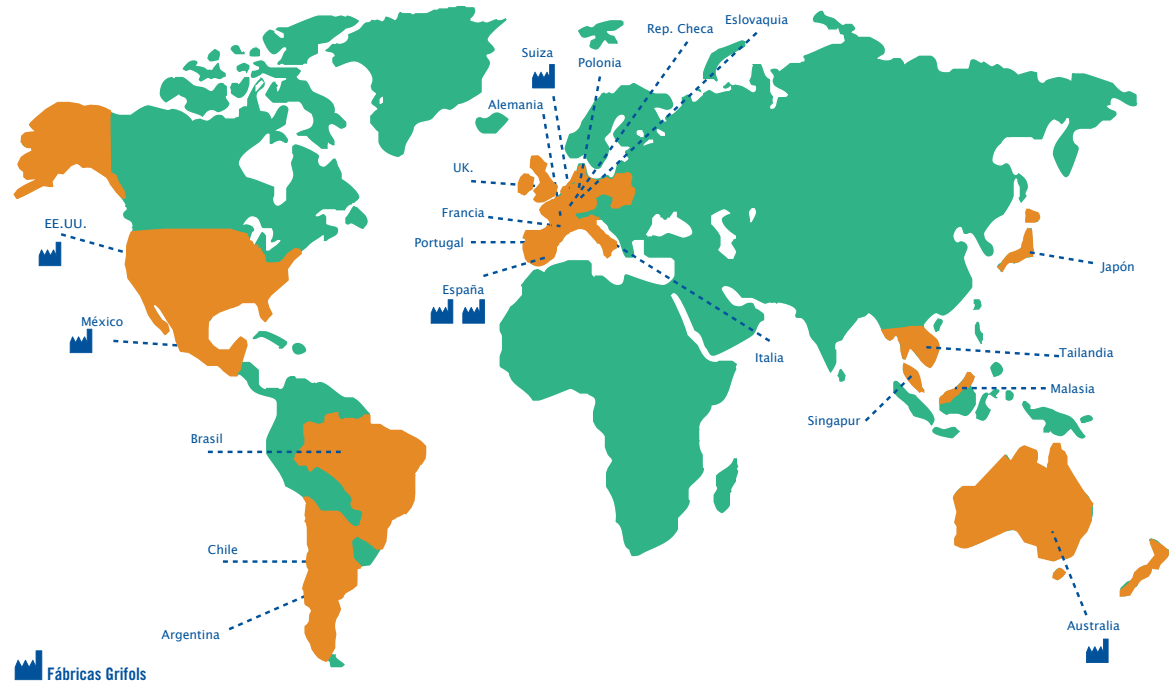 Eslovaquia
Rep. Checa
Suiza
Polonia
Alemania
UK.
Francia
EE.UU.
Portugal
España
Japón
México
Italia
Tailandia
Malasia
Singapur
Brasil
Chile
Argentina
Australia
Fábricas Grifols